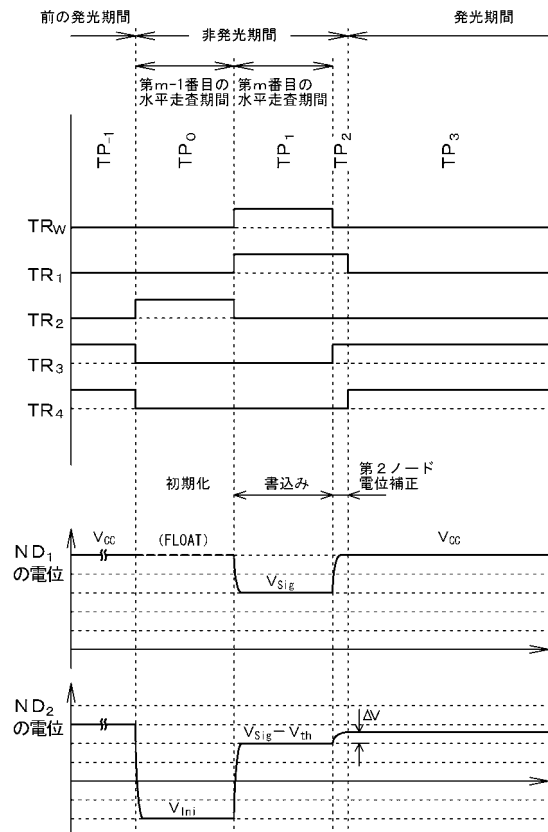 前の発光期間
非発光期間
発光期間
第m-1番目の
水平走査期間
第m番目の
水平走査期間
TP₋₁
TP₀
TP₁
TP₂
TP₃
TRW
TR₁
TR₂
TR₃
TR₄
初期化
書込み
第2ノード
電位補正
ND₁
の電位
VCC
(FLOAT)
VSig
VCC
ND₂
の電位
VIni
VSig－Vth
ΔV